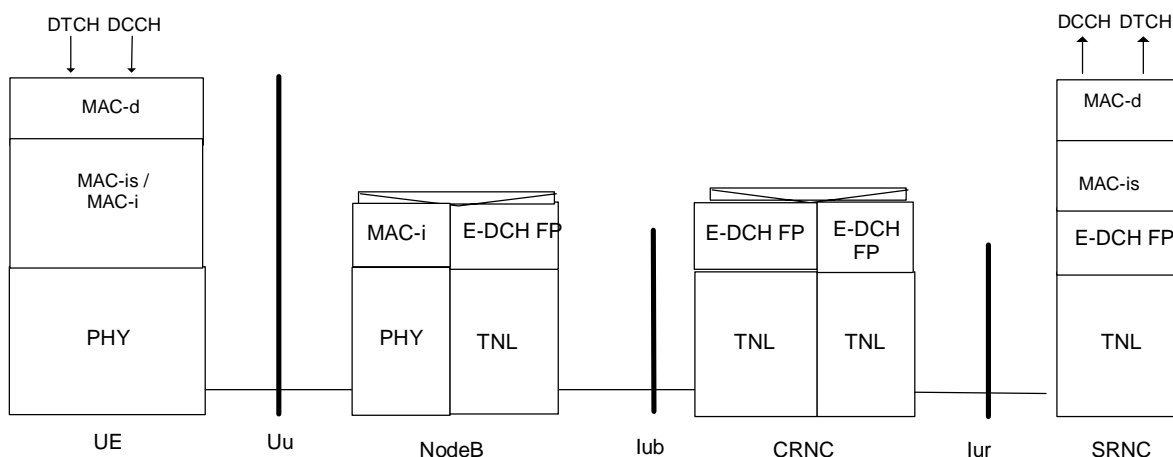 DTCH DCCH
DCCH DTCH
MAC-d
MAC-d
MAC-is /
MAC-i
MAC-is
MAC-i
E-DCH FP
E-DCH FP
E-DCH
FP
E-DCH FP
PHY
PHY
TNL
TNL
TNL
TNL
UE
Uu
NodeB
Iub
CRNC
Iur
SRNC